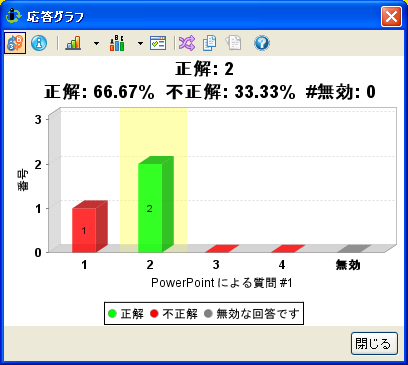 応答グラフ
正解: 2
正解: 66.67% 不正解: 33.33% #無効: 0
3
2
1
0
番号
1
2
1 2 3 4 無効
PowerPoint による質問 #1
正解 不正解 無効な回答です
閉じる